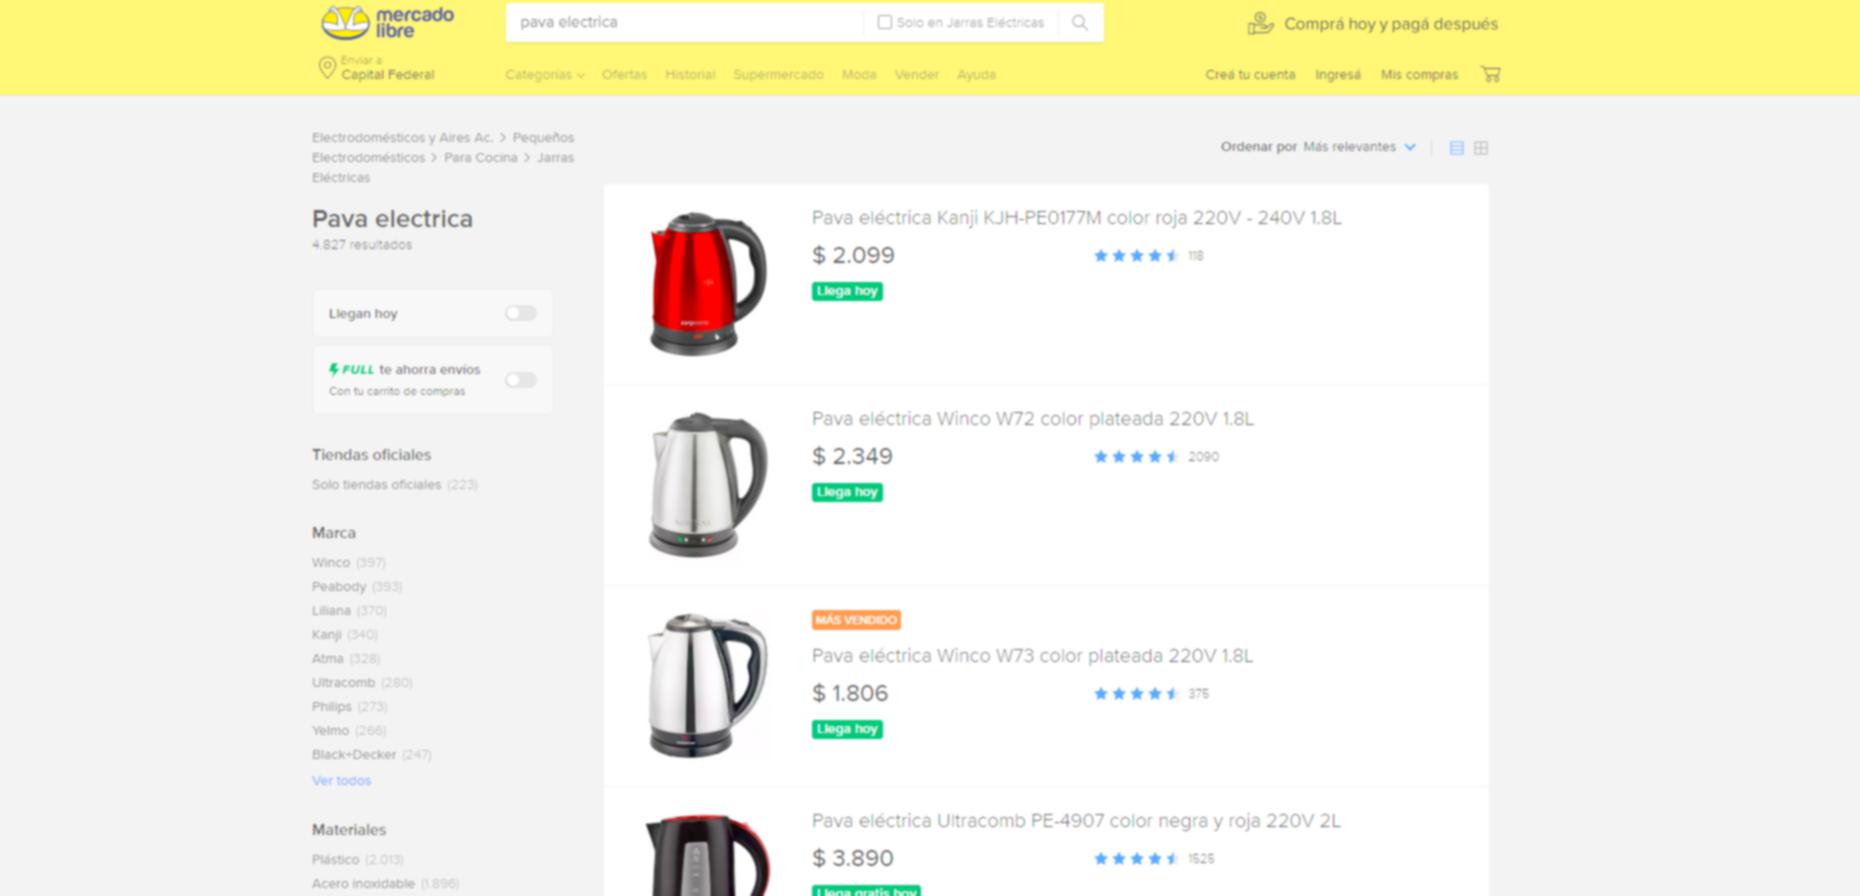 mercado
libre
pava electrica
Solo en Jarras Eléctricas
Comprá hoy y pagá después
Enviar a
Capital Federal
Categorías Ofertas Historial Supermercado Moda Vender Ayuda
Creá tu cuenta Ingresá Mis compras
Electrodomésticos y Aires Ac. > Pequeños
Electrodomésticos > Para Cocina > Jarras
Eléctricas
Pava electrica
4.827 resultados
Llegan hoy
FULL te ahorra envíos
Con tu carrito de compras
Tiendas oficiales
Solo tiendas oficiales (223)
Marca
Winco (397)
Peabody (393)
Liliana (370)
Kanji (340)
Atma (328)
Ultracomb (280)
Philips (273)
Yelmo (266)
Black+Decker (247)
Ver todos
Materiales
Plástico (2.013)
Acero inoxidable (1.896)
Ordenar por Más relevantes
Pava eléctrica Kanji KJH-PE0177M color roja 220V - 240V 1.8L
$ 2.099
118
Llega hoy
Pava eléctrica Winco W72 color plateada 220V 1.8L
$ 2.349
2090
Llega hoy
MÁS VENDIDO
Pava eléctrica Winco W73 color plateada 220V 1.8L
$ 1.806
375
Llega hoy
Pava eléctrica Ultracomb PE-4907 color negra y roja 220V 2L
$ 3.890
1525
Llega gratis hoy